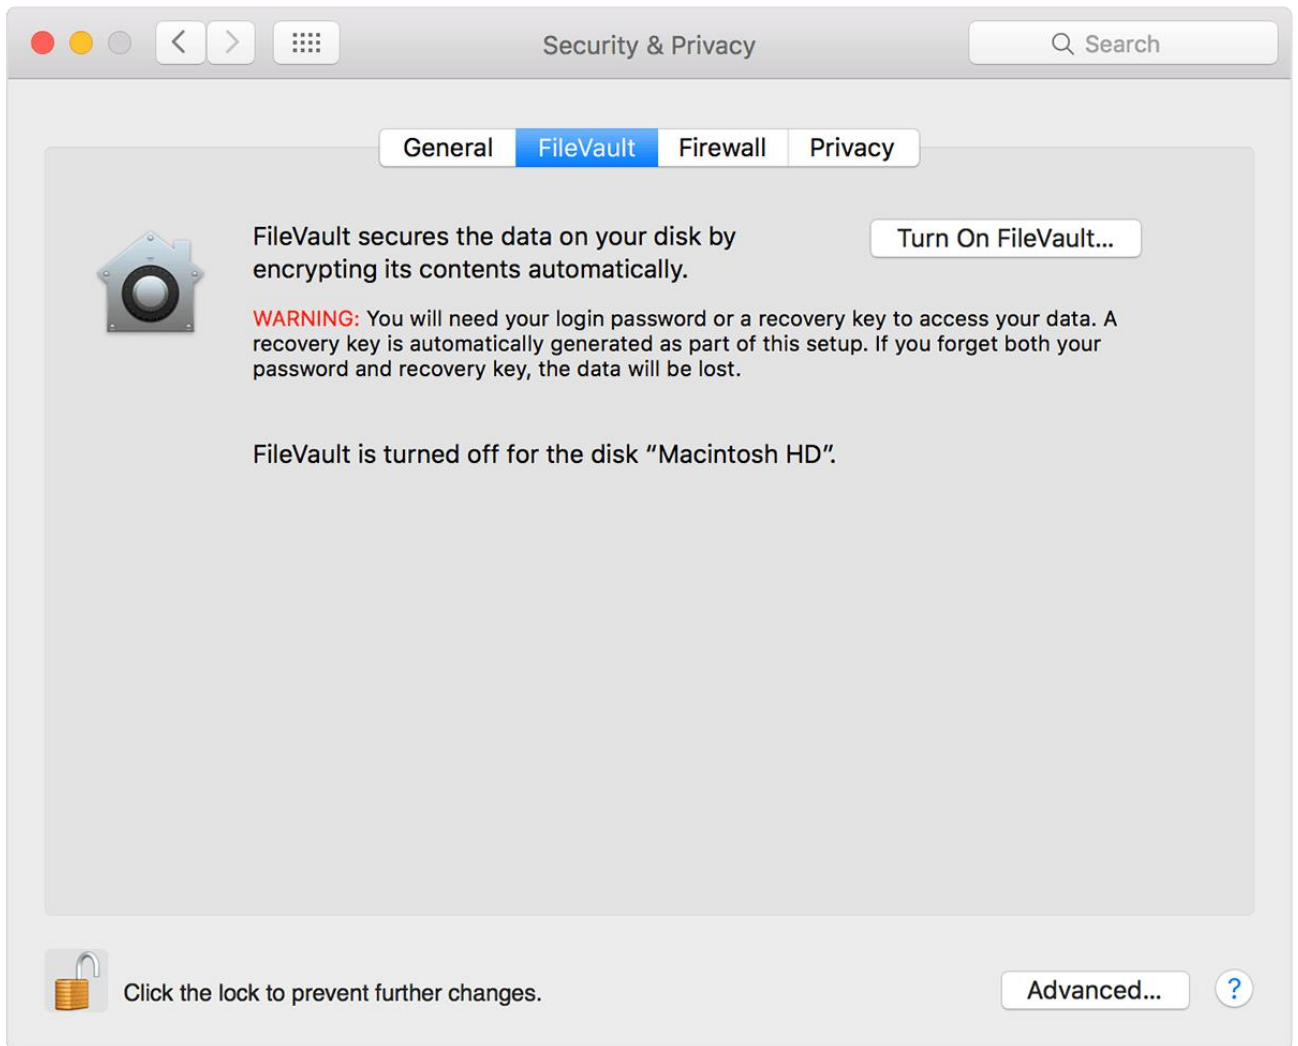 Security & Privacy
Search
General
FileVault
Firewall
Privacy
FileVault secures the data on your disk by
encrypting its contents automatically.
Turn On FileVault...
WARNING: You will need your login password or a recovery key to access your data. A
recovery key is automatically generated as part of this setup. If you forget both your
password and recovery key, the data will be lost.
FileVault is turned off for the disk “Macintosh HD”.
Click the lock to prevent further changes.
Advanced...
?